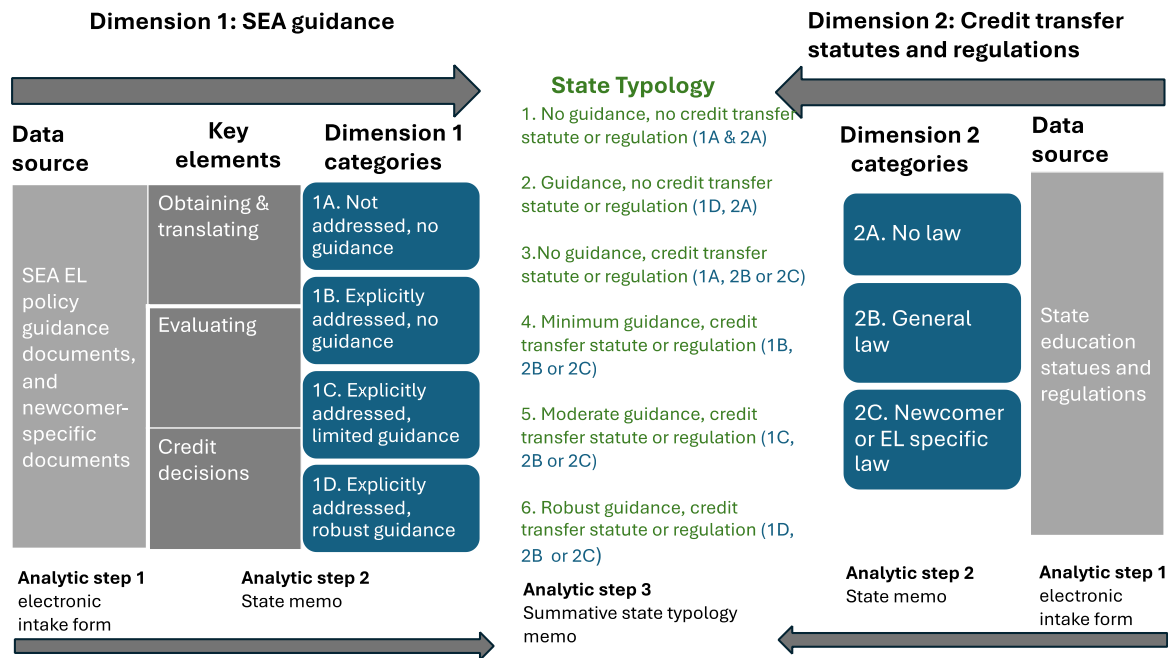 Dimension 1: SEA guidance
Dimension 2: Credit transfer
statutes and regulations
Data
source
Key
elements
Dimension 1
categories
SEA EL
policy
guidance
documents,
and
newcomer-
specific
documents
Obtaining &
translating
Evaluating
Credit
decisions
1A. Not
addressed, no
guidance
1B. Explicitly
addressed, no
guidance
1C. Explicitly
addressed,
limited guidance
1D. Explicitly
addressed,
robust guidance
State Typology
1. No guidance, no credit transfer
statute or regulation (1A & 2A)
2. Guidance, no credit transfer
statute or regulation (1D, 2A)
3.No guidance, credit transfer
statute or regulation (1A, 2B or 2C)
4. Minimum guidance, credit
transfer statute or regulation (1B,
2B or 2C)
5. Moderate guidance, credit
transfer statute or regulation (1C,
2B or 2C)
6. Robust guidance, credit
transfer statute or regulation (1D,
2B or 2C)
Dimension 2
categories
2A. No law
2B. General
law
2C. Newcomer
or EL specific
law
Data
source
State
education
statues and
regulations
Analytic step 1
electronic
intake form
Analytic step 2
State memo
Analytic step 3
Summative state typology
memo
Analytic step 2
State memo
Analytic step 1
electronic
intake form